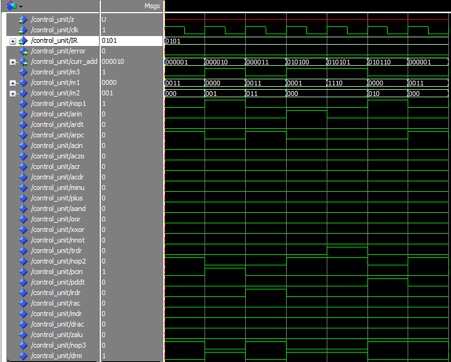 Msgs
/control_unit/z U
/control_unit/clk 1
/control_unit/IR 0101 0101
/control_unit/error 0
/control_unit/curr_add 000010 000001 000010 000011 010100 010101 010110 000001
/control_unit/m3 1
/control_unit/m1 0000 0011 0000 0001 0001 1110 0000 0011
/control_unit/m2 001 000 001 011 000 010 000
/control_unit/nop1 1
/control_unit/arin 0
/control_unit/ardt 0
/control_unit/arpc 0
/control_unit/acin 0
/control_unit/aczo 0
/control_unit/acr 0
/control_unit/acdr 0
/control_unit/minu 0
/control_unit/plus 0
/control_unit/aand 0
/control_unit/oor 0
/control_unit/xxor 0
/control_unit/nnot 0
/control_unit/trdr 0
/control_unit/nop2 0
/control_unit/pcin 1
/control_unit/pddt 0
/control_unit/irdr 0
/control_unit/rac 0
/control_unit/mdr 0
/control_unit/drac 0
/control_unit/zalu 0
/control_unit/nop3 0
/control_unit/drm 1